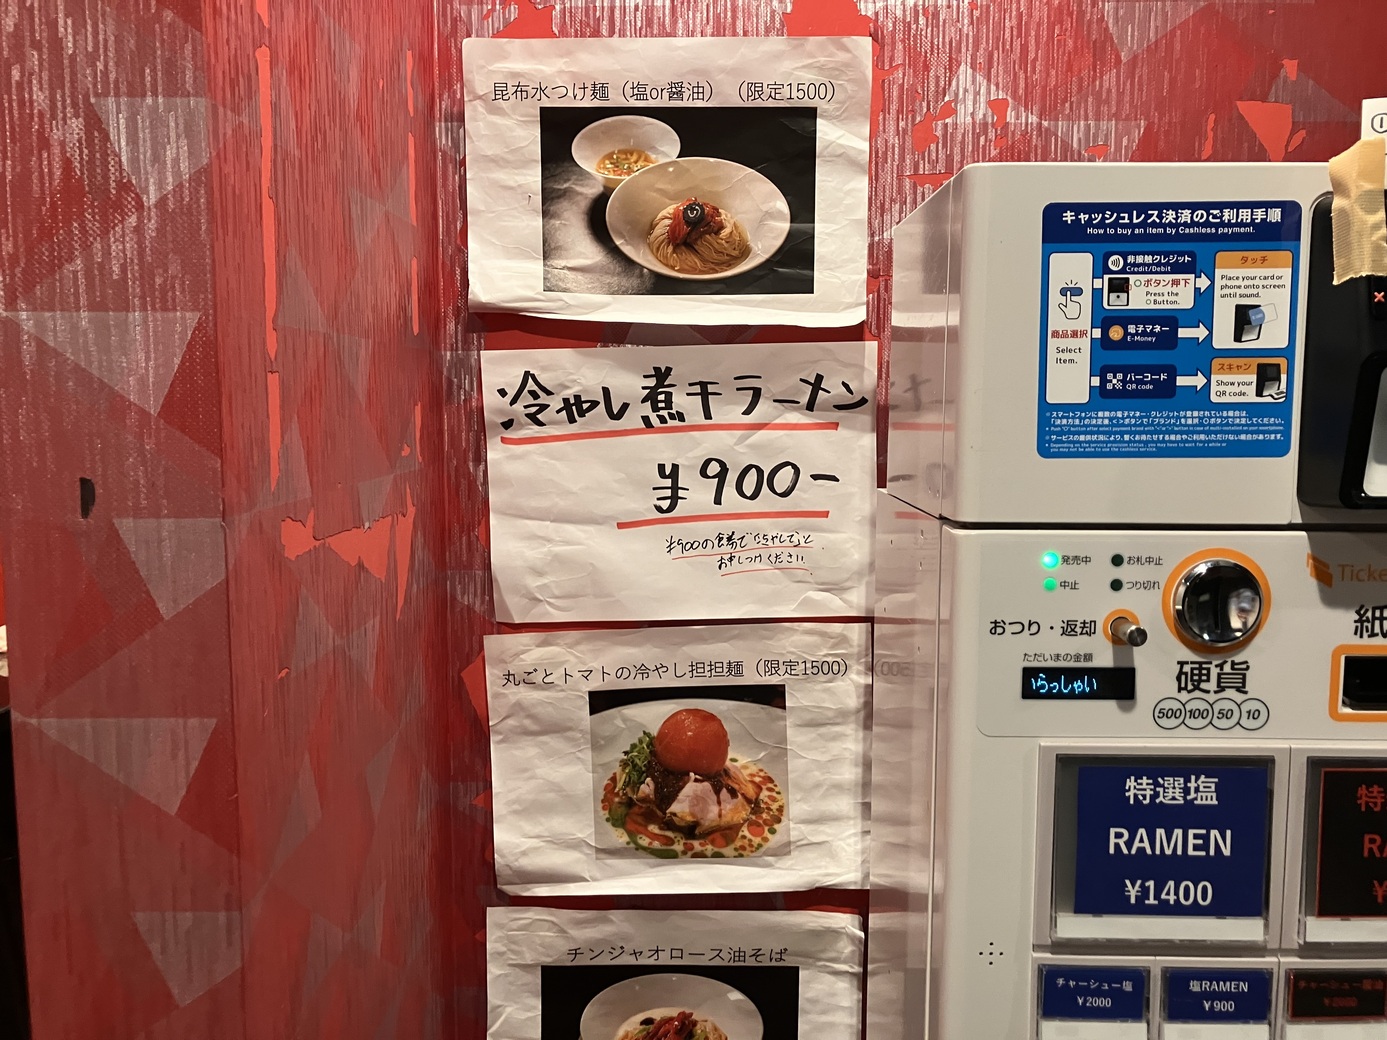 昆布水つけ麺（塩or醤油）（限定1500）
冷やし煮干ラーメン
¥900ー
¥900の食券で「ひやして」と
お申しつけください
丸ごとトマトの冷やし担担麺（限定1500）
チンジャオロース油そば
キャッシュレス決済のご利用手順
How to buy an item by Cashless payment.
商品選択
Select
Item.
非接触クレジット
Credit/Debit
○ボタン押下
Press the
○Button.
電子マネー
E-Money
バーコード
QR code
タッチ
Place your card or
phone onto screen
until sound.
スキャン
Show your
QR code.
発売中
お札中止
中止
つり切れ
おつり・返却
ただいまの金額
いらっしゃい
硬貨
500 100 50 10
Ticke
紙
特選塩
RAMEN
¥1400
特
チャーシュー塩
¥2000
塩RAMEN
¥900